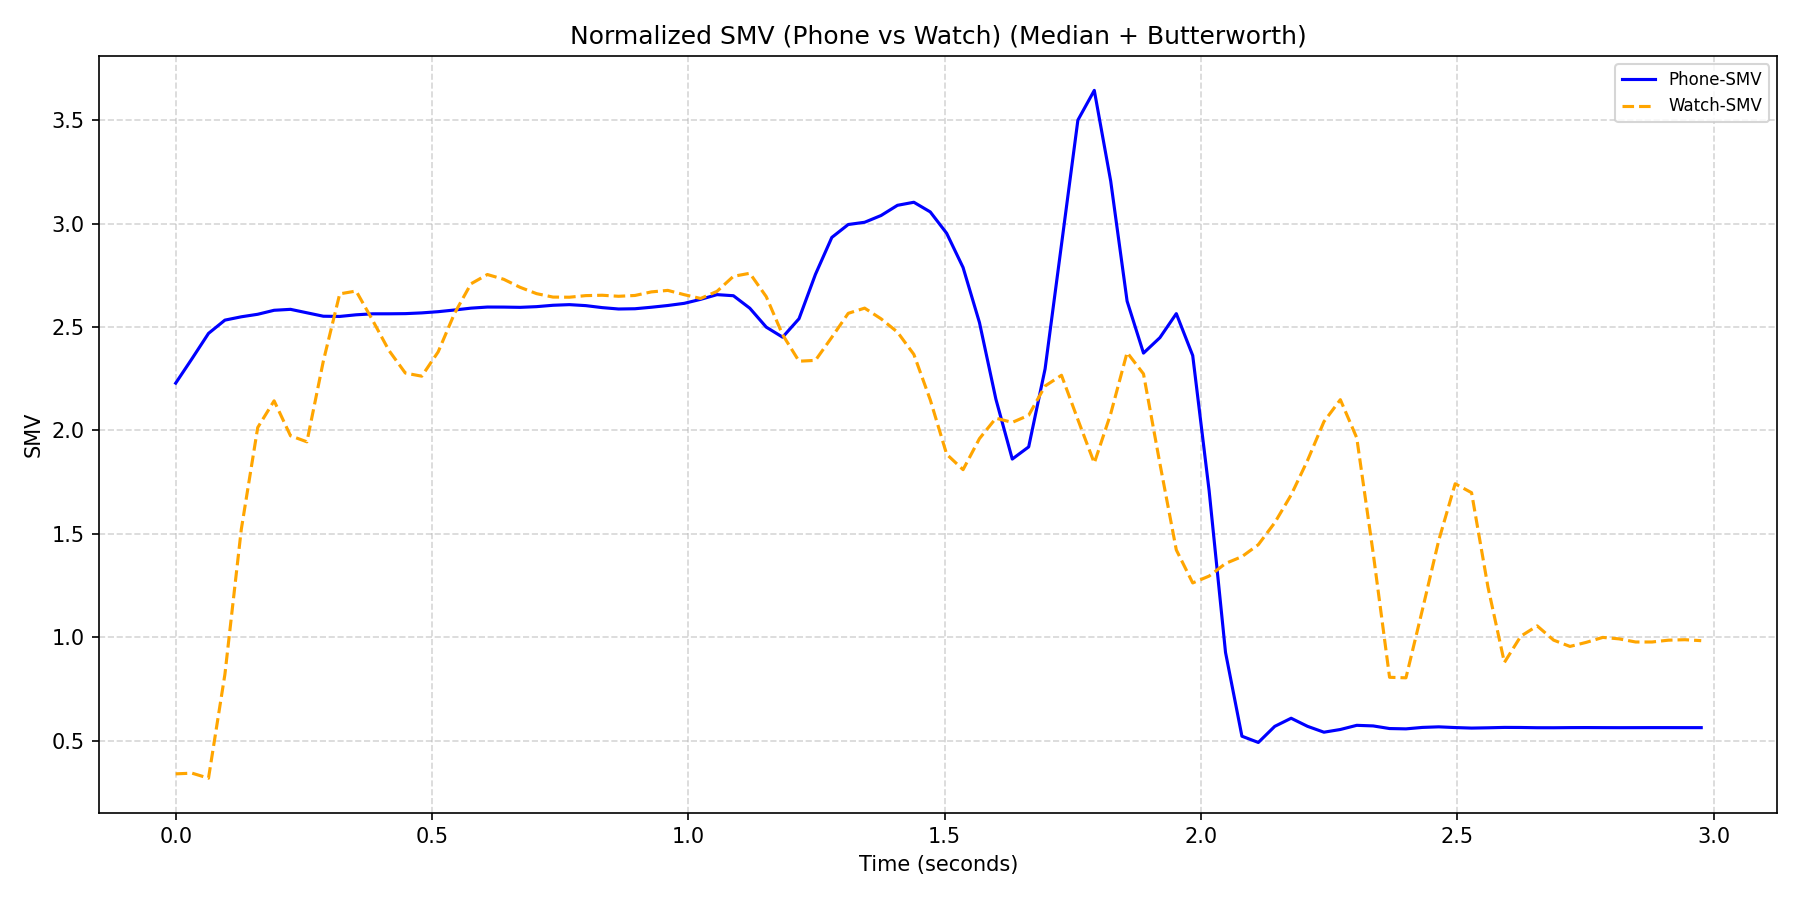 Normalized SMV (Phone vs Watch) (Median + Butterworth)
Phone-SMV
Watch-SMV
SMV
3.5
3.0
2.5
2.0
1.5
1.0
0.5
0.0 0.5 1.0 1.5 2.0 2.5 3.0
Time (seconds)